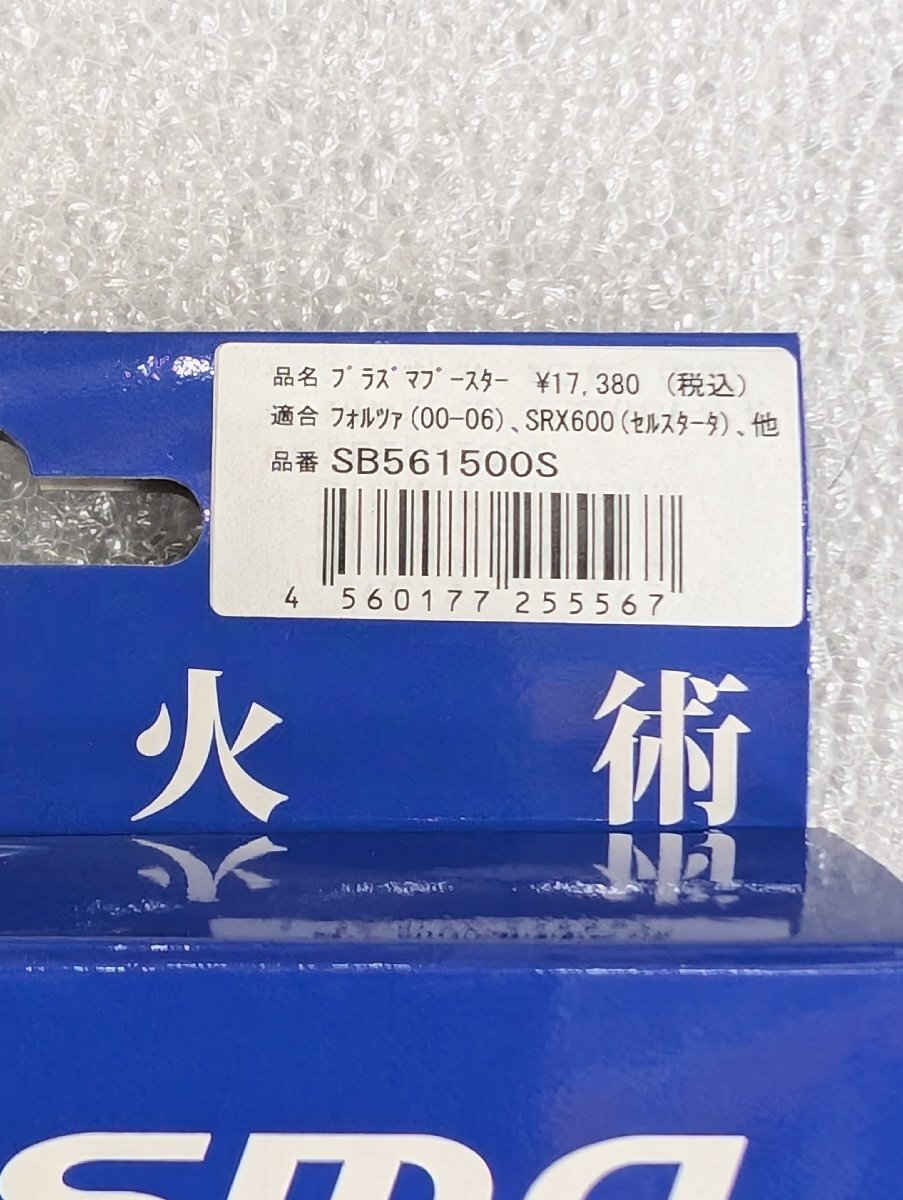 品名 ﾌﾟﾗｽﾞﾏﾌﾞｰｽﾀｰ ¥17,380 (税込)
適合 ﾌｫﾙﾂｧ(00-06)、SRX600(ｾﾙｽﾀｰﾀ)、他
品番 SB561500S
4 560177 255567
火 術